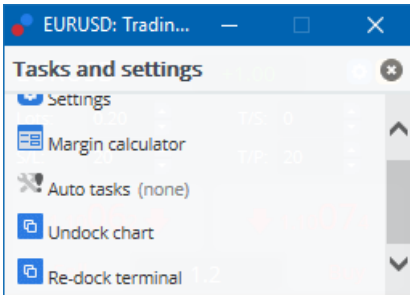 EURUSD: Tradin...
Tasks and settings
Settings
Margin calculator
Auto tasks (none)
Undock chart
Re-dock terminal